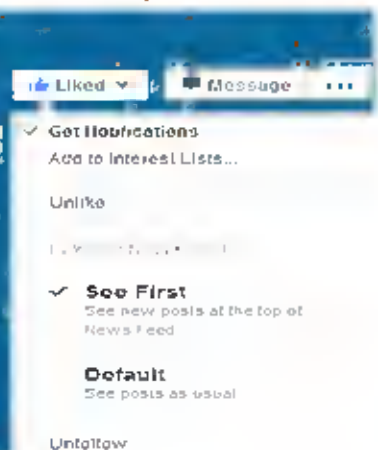 Liked Message ...
Get Notifications
Add to Interest Lists...
Unlike
See First
See new posts at the top of
News Feed
Default
See posts as usual
Unfollow